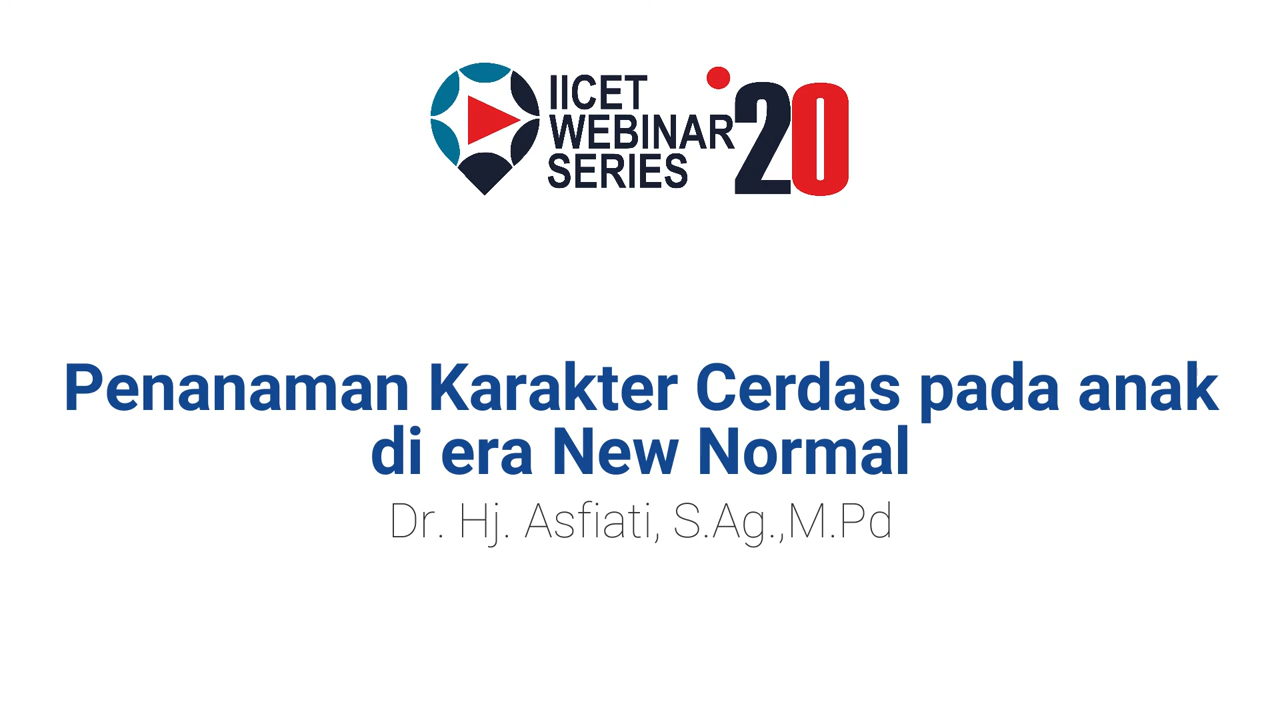 IICET
WEBINAR
SERIES
'20
Penanaman Karakter Cerdas pada anak
di era New Normal
Dr. Hj. Asfiati, S.Ag.,M.Pd